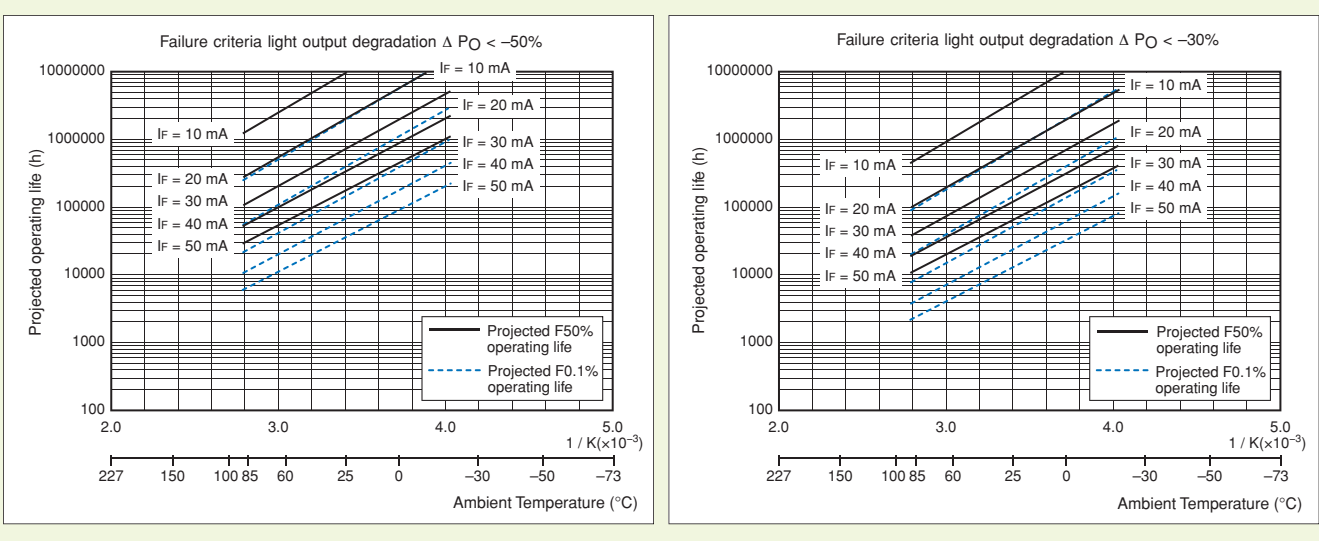 Failure criteria light output degradation Δ PO < –50%
Projected operating life (h)
10000000
1000000
100000
10000
1000
100
IF = 10 mA
IF = 20 mA
IF = 30 mA
IF = 40 mA
IF = 50 mA
IF = 10 mA
IF = 20 mA
IF = 30 mA
IF = 40 mA
IF = 50 mA
Projected F50%
operating life
Projected F0.1%
operating life
2.0 3.0 4.0 5.0
1 / K(×10–3)
227 150 100 85 60 25 0 –30 –50 –73
Ambient Temperature (°C)
Failure criteria light output degradation Δ PO < –30%
Projected operating life (h)
10000000
1000000
100000
10000
1000
100
IF = 10 mA
IF = 20 mA
IF = 30 mA
IF = 40 mA
IF = 50 mA
IF = 10 mA
IF = 20 mA
IF = 30 mA
IF = 40 mA
IF = 50 mA
Projected F50%
operating life
Projected F0.1%
operating life
2.0 3.0 4.0 5.0
1 / K(×10–3)
227 150 100 85 60 25 0 –30 –50 –73
Ambient Temperature (°C)